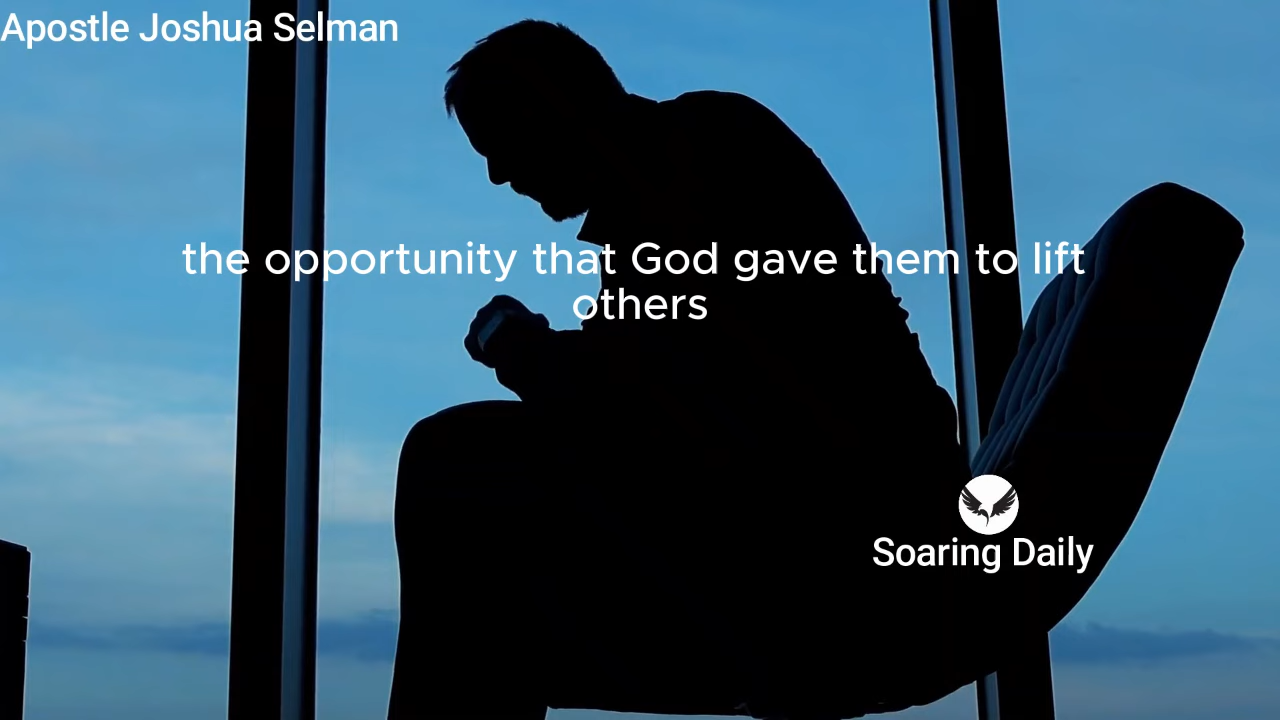 Apostle Joshua Selman
the opportunity that God gave them to lift
others
Soaring Daily